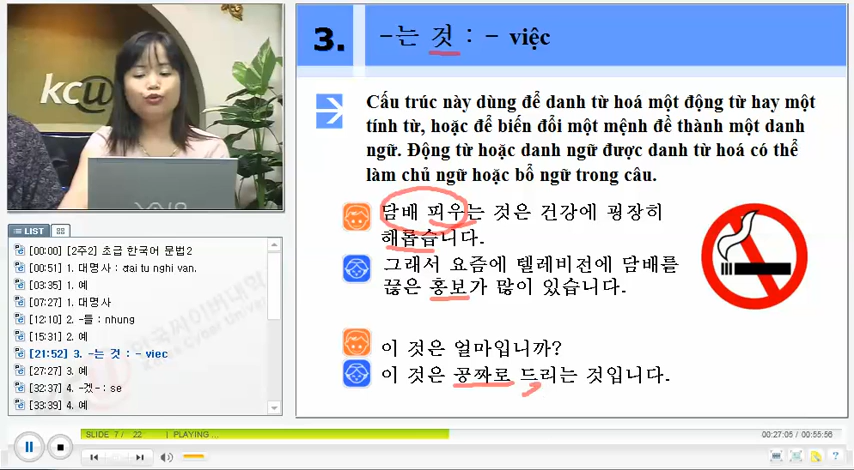 kcu@
3. -는 것 : - việc
Cấu trúc này dùng để danh từ hoá một động từ hay một
tính từ, hoặc để biến đổi một mệnh đề thành một danh
ngữ. Động từ hoặc danh ngữ được danh từ hoá có thể
làm chủ ngữ hoặc bổ ngữ trong câu.
담배 피우는 것은 건강에 굉장히
해롭습니다.
그래서 요즘에 텔레비전에 담배를
끊은 홍보가 많이 있습니다.
이 것은 얼마입니까?
이 것은 공짜로 드리는 것입니다.
LIST
[00:00] [2주2] 초급 한국어 문법2
[00:51] 1. 대명사 : đai tu nghi van.
[03:35] 1. 예
[07:27] 1. 대명사
[12:10] 2. -들 : nhung
[15:31] 2. 예
[21:52] 3. -는 것 : - viec
[27:27] 3. 예
[32:37] 4. -겠- : se
[33:39] 4. 예
SLIDE 7 / 22 | PLAYING ...
00:27:05 / 00:55:56